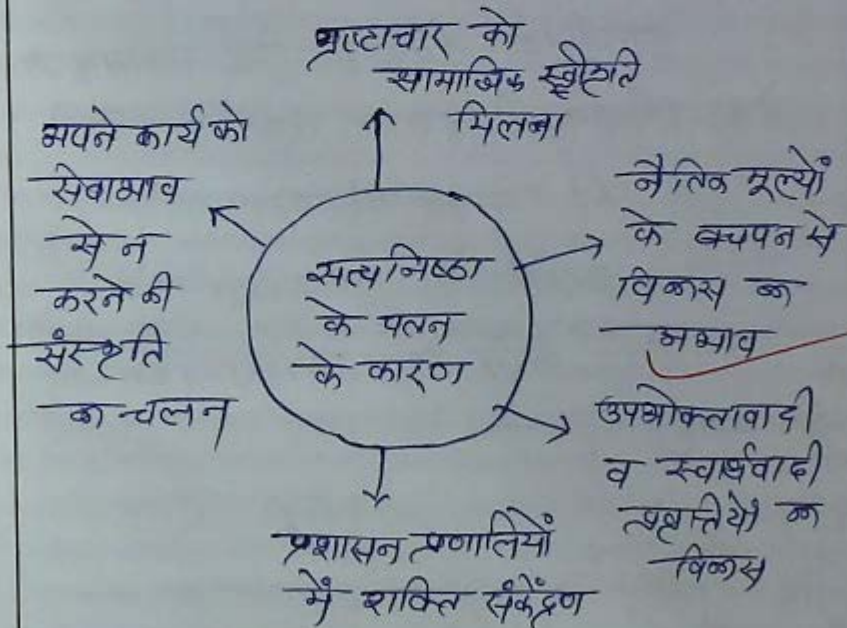 भ्रष्टाचार को
सामाजिक स्वीकृति
मिलना
अपने कार्य को
सेवाभाव
से न
करने की
संस्कृति
का चलन
सत्यनिष्ठा
के पतन
के कारण
नैतिक मूल्यों
के बचपन से
विकास का
अभाव
उपभोक्तावादी
व स्वार्थवादी
प्रवृत्तियों का
विकास
प्रशासन प्रणालियों
में शक्ति संकेंद्रण